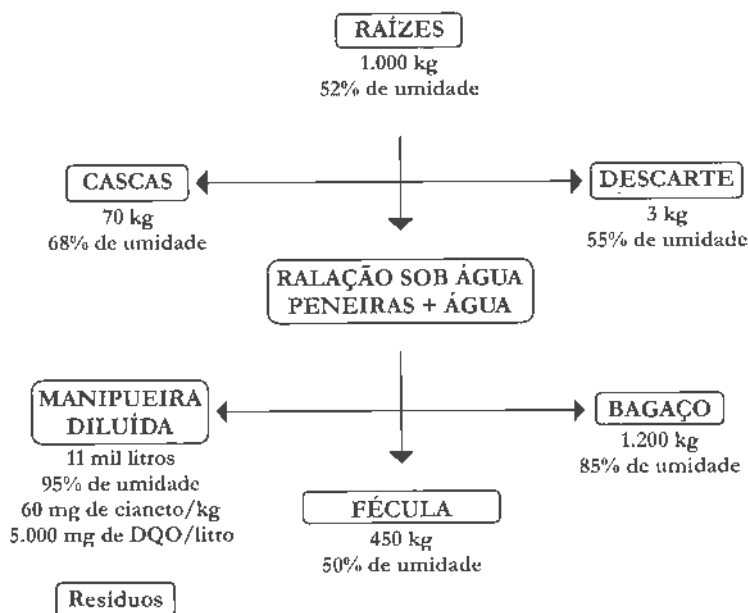 RAÍZES
1.000 kg
52% de umidade
CASCAS
70 kg
68% de umidade
DESCARTE
3 kg
55% de umidade
RALAÇÃO SOB ÁGUA
PENEIRAS + ÁGUA
MANIPUEIRA
DILUÍDA
11 mil litros
95% de umidade
60 mg de cianeto/kg
5.000 mg de DQO/litro
BAGAÇO
1.200 kg
85% de umidade
FÉCULA
450 kg
50% de umidade
Resíduos